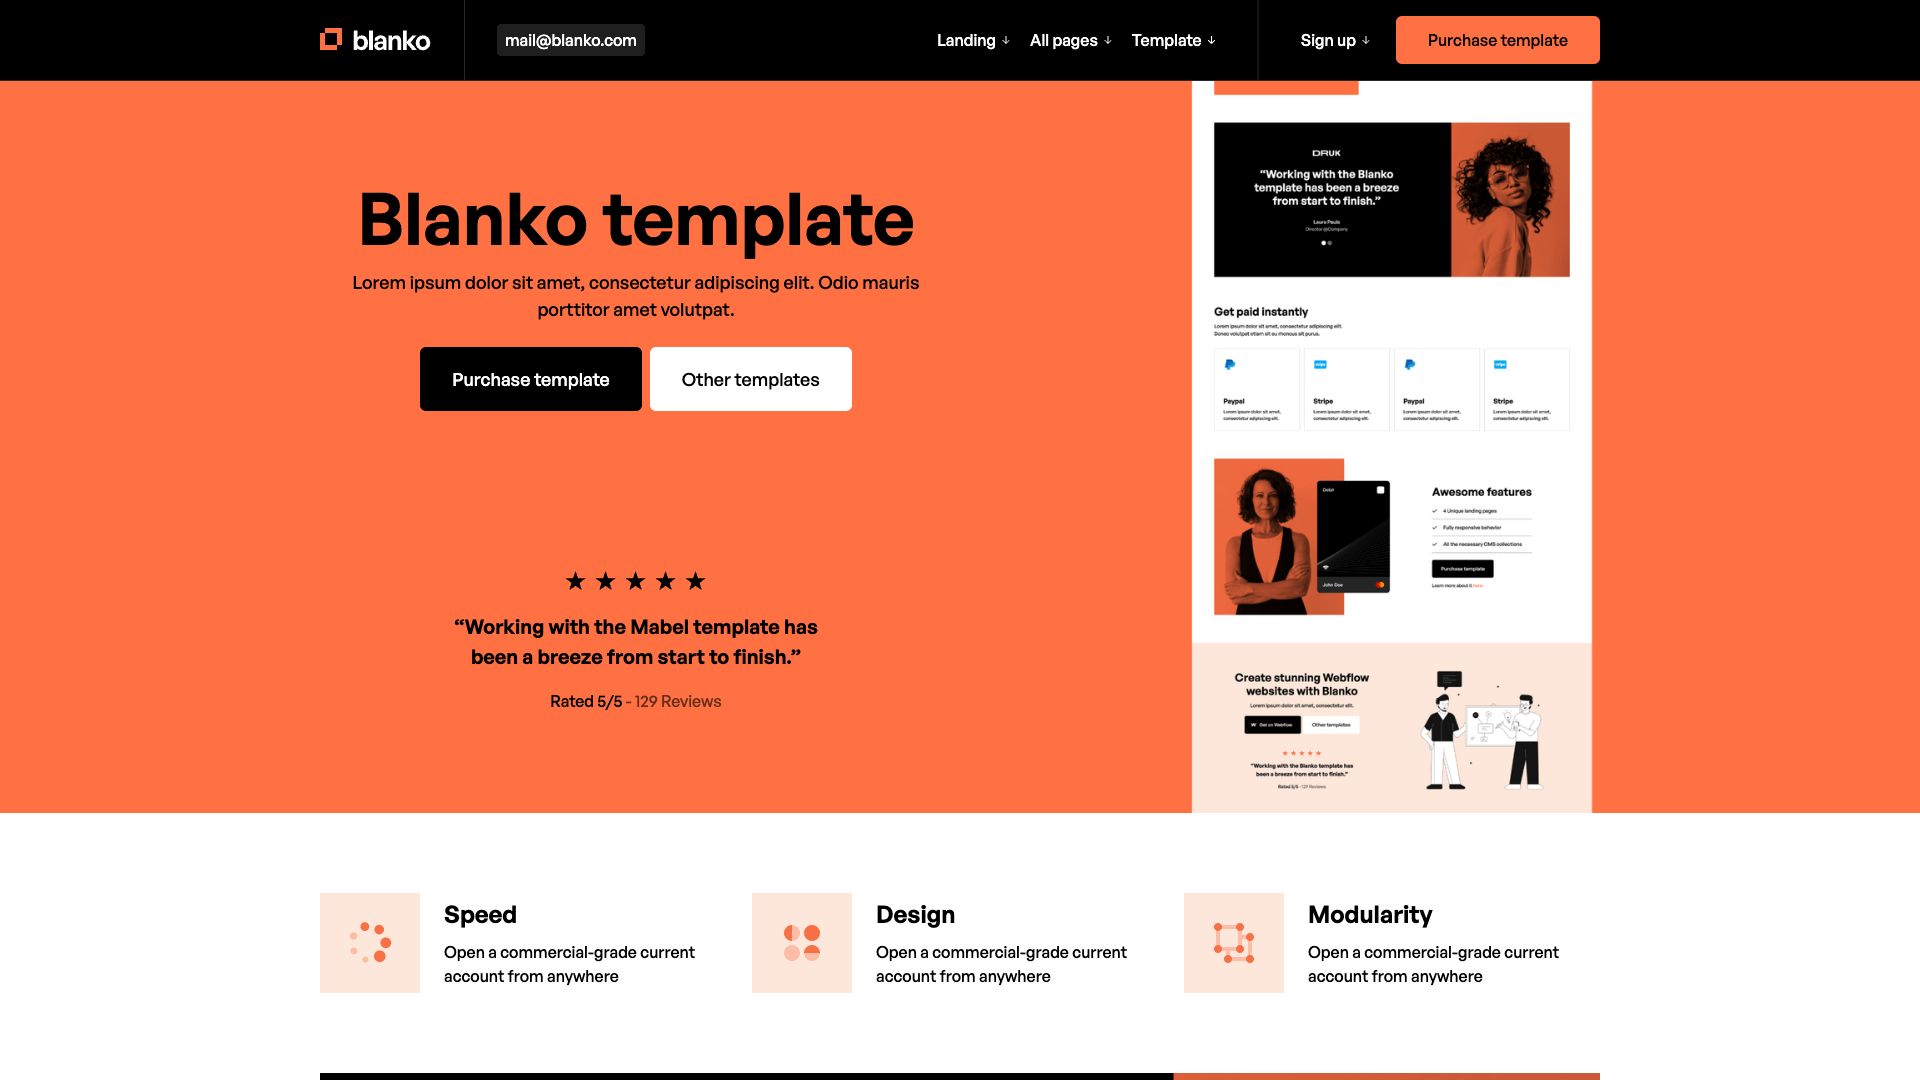 blanko
mail@blanko.com
Landing
All pages
Template
Sign up
Purchase template
Blanko template
Lorem ipsum dolor sit amet, consectetur adipiscing elit. Odio mauris
porttitor amet volutpat.
Purchase template
Other templates
★ ★ ★ ★ ★
“Working with the Mabel template has
been a breeze from start to finish.”
Rated 5/5 - 129 Reviews
DRUK
“Working with the Blanko
template has been a breeze
from start to finish.”
Laura Paula
Director @Company
Get paid instantly
Lorem ipsum dolor sit amet, consectetur adipiscing elit.
Donec volutpat etiam sit eu rhoncus sit purus.
Paypal
Lorem ipsum dolor sit amet,
consectetur adipiscing elit.
stripe
Stripe
Lorem ipsum dolor sit amet,
consectetur adipiscing elit.
Paypal
Lorem ipsum dolor sit amet,
consectetur adipiscing elit.
stripe
Stripe
Lorem ipsum dolor sit amet,
consectetur adipiscing elit.
Debit
John Doe
Awesome features
4 Unique landing pages
Fully responsive behavior
All the necessary CMS collections
Purchase template
Learn more about it here
Create stunning Webflow
websites with Blanko
Lorem ipsum dolor sit amet, consectetur elit.
Get on Webflow
Other templates
★ ★ ★ ★ ★
“Working with the Blanko template has
been a breeze from start to finish.”
Rated 5/5 - 129 Reviews
Speed
Open a commercial-grade current
account from anywhere
Design
Open a commercial-grade current
account from anywhere
Modularity
Open a commercial-grade current
account from anywhere